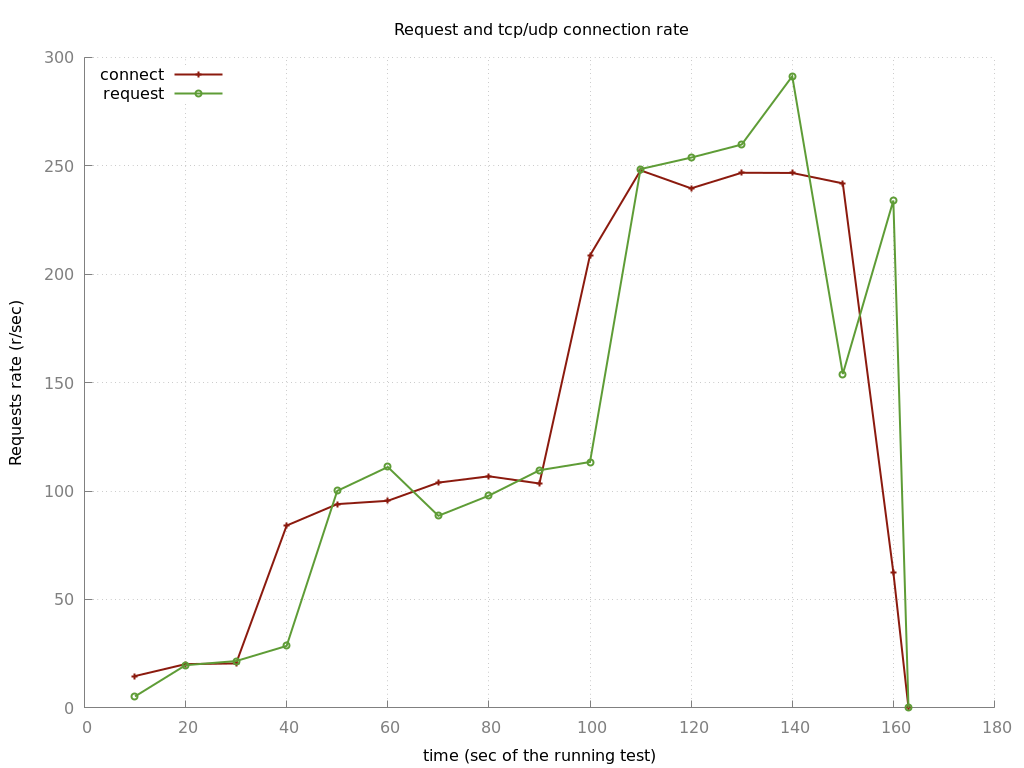 Request and tcp/udp connection rate
300
connect
request
250
200
150
100
50
0
Requests rate (r/sec)
0 20 40 60 80 100 120 140 160 180
time (sec of the running test)